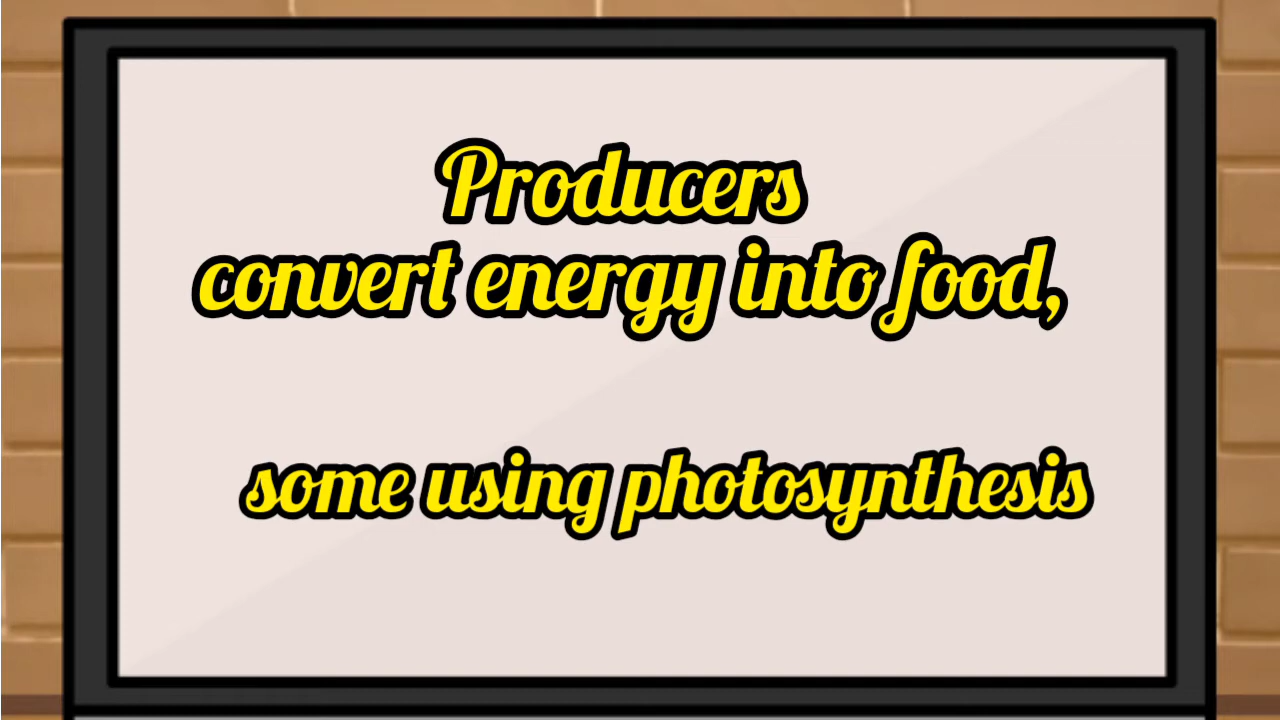 Producers
convert energy into food,
some using photosynthesis